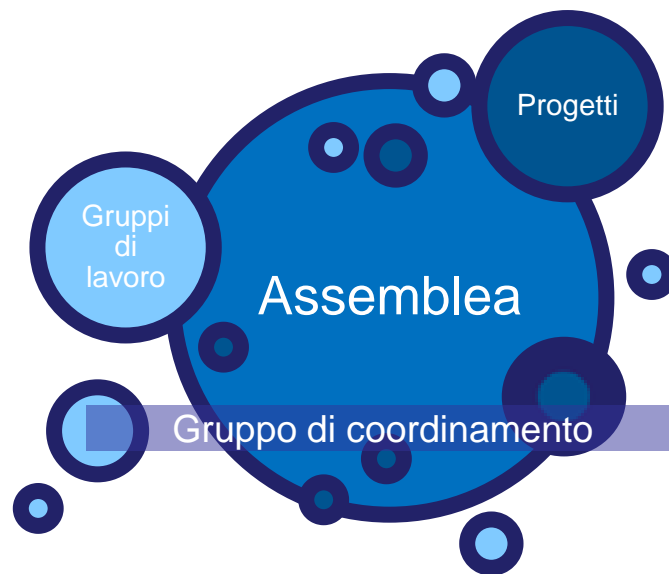 Progetti
Gruppi
di
lavoro
Assemblea
Gruppo di coordinamento